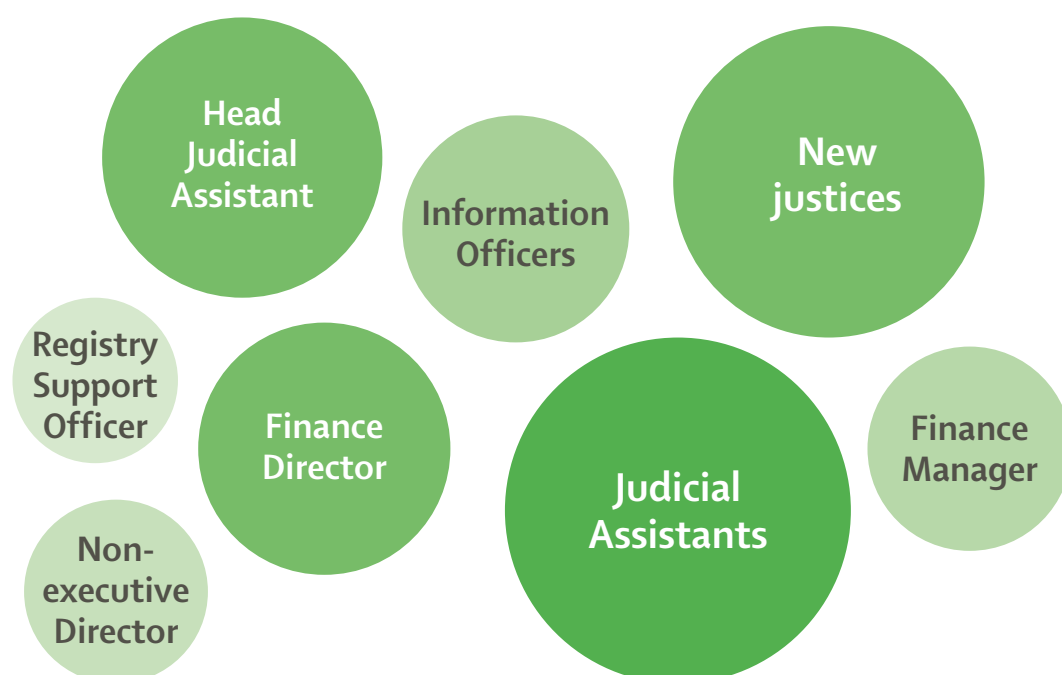 Head
Judicial
Assistant
Information
Officers
New
justices
Registry
Support
Officer
Finance
Director
Judicial
Assistants
Finance
Manager
Non-
executive
Director